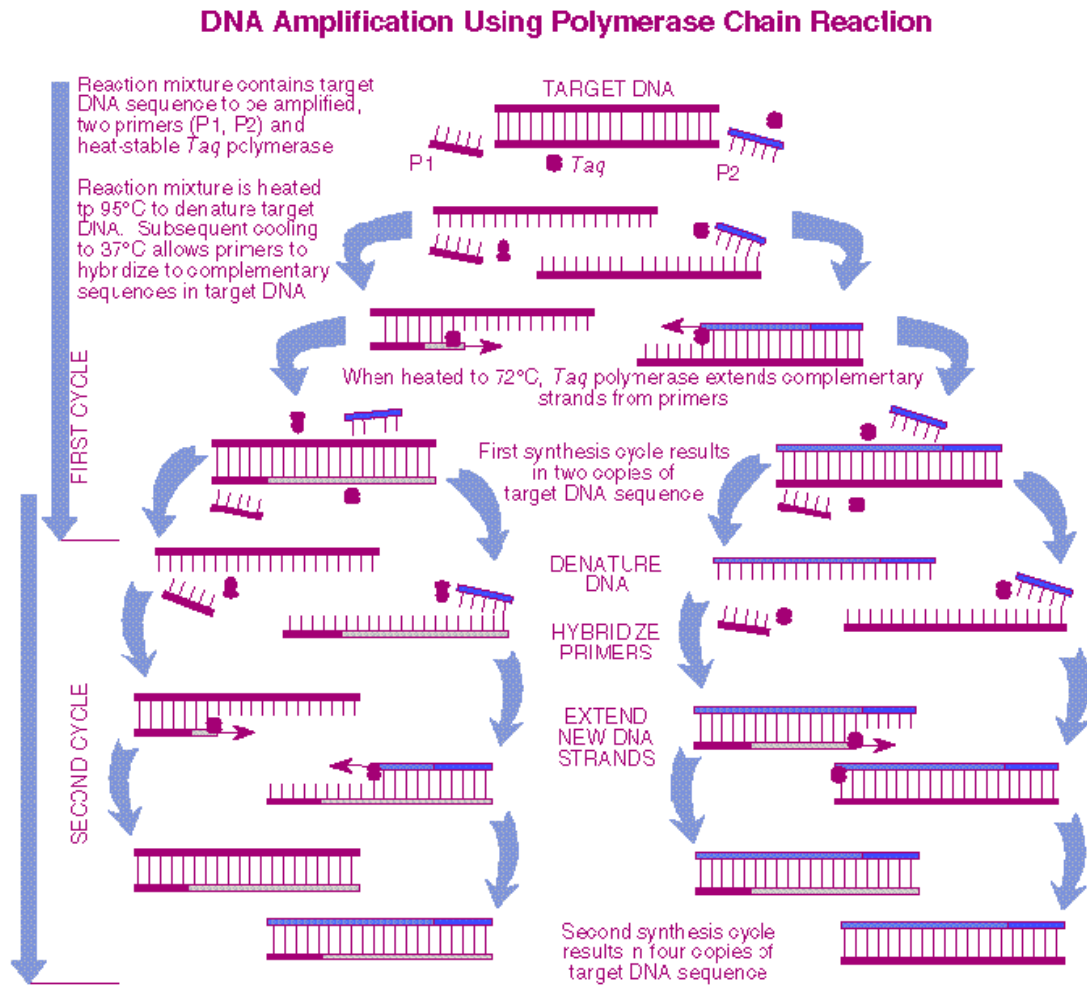 DNA Amplification Using Polymerase Chain Reaction
Reaction mixture contains target
DNA sequence to be amplified,
two primers (P1, P2) and
heat-stable Taq polymerase
TARGET DNA
P1
Taq
P2
Reaction mixture is heated
tp 95°C to denature target
DNA. Subsequent cooling
to 37°C allows primers to
hybridize to complementary
sequences in target DNA
When heated to 72°C, Taq polymerase extends complementary
strands from primers
FIRST CYCLE
First synthesis cycle results
in two copies of
target DNA sequence
DENATURE
DNA
HYBRIDZE
PRIMERS
SECOND CYCLE
EXTEND
NEW DNA
STRANDS
Second synthesis cycle
results in four copies of
target DNA sequence